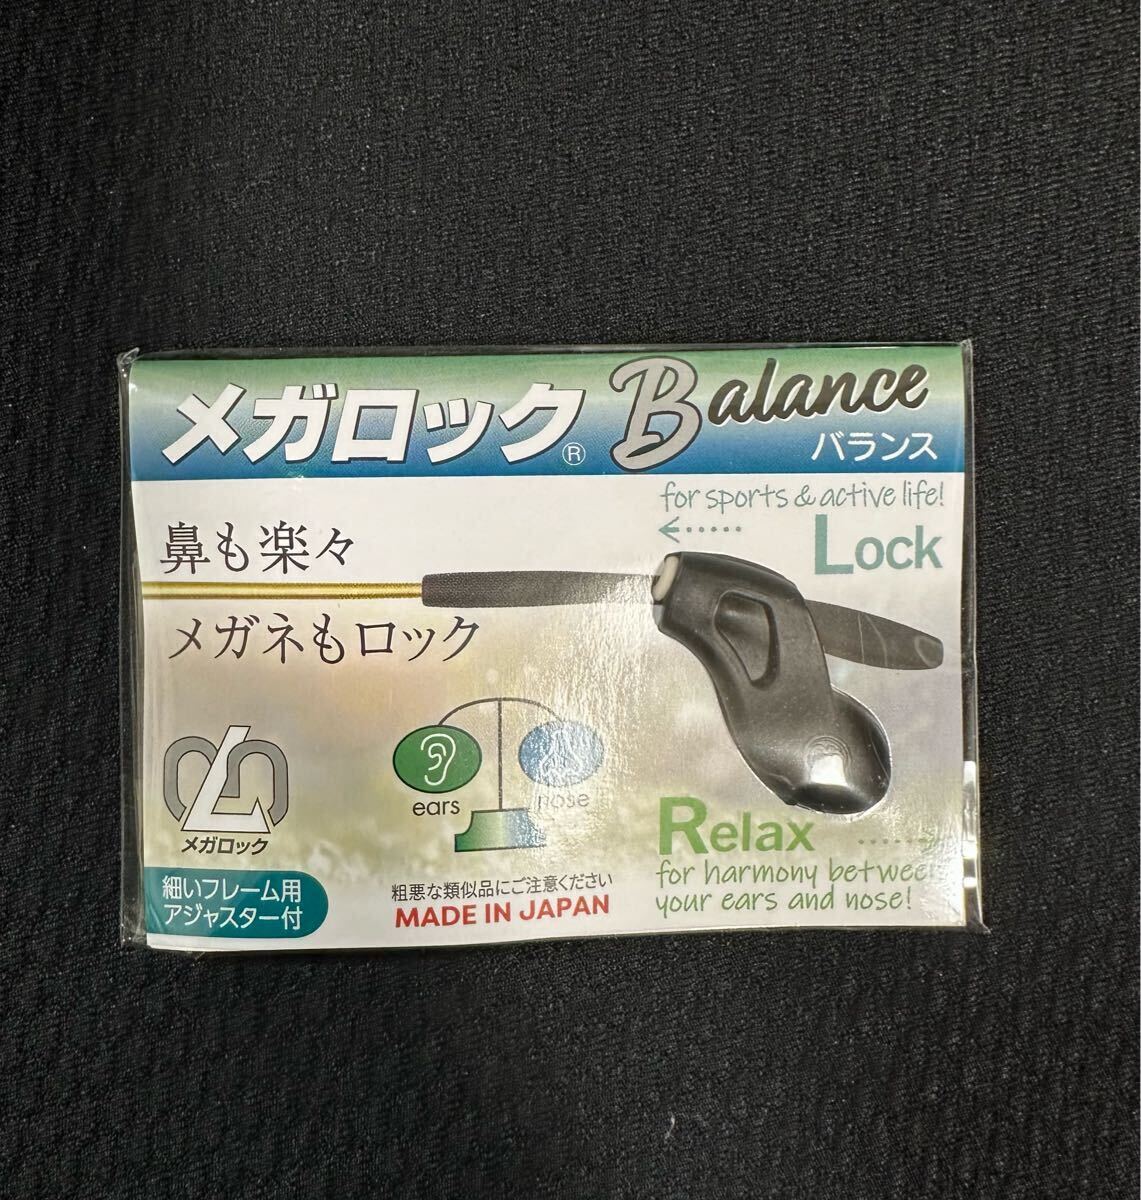 メガロック® Balance
バランス
for sports & active life!
Lock
鼻も楽々
メガネもロック
ears
nose
メガロック
Relax
for harmony between
your ears and nose!
細いフレーム用
アジャスター付
粗悪な類似品にご注意ください
MADE IN JAPAN